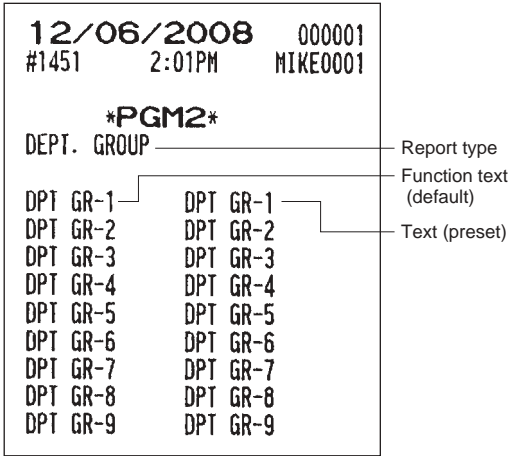 12/06/2008 000001
#1451 2:01PM MIKE0001
*PGM2*
DEPT. GROUP
Report type
Function text
(default)
DPT GR-1 DPT GR-1
Text (preset)
DPT GR-2 DPT GR-2
DPT GR-3 DPT GR-3
DPT GR-4 DPT GR-4
DPT GR-5 DPT GR-5
DPT GR-6 DPT GR-6
DPT GR-7 DPT GR-7
DPT GR-8 DPT GR-8
DPT GR-9 DPT GR-9